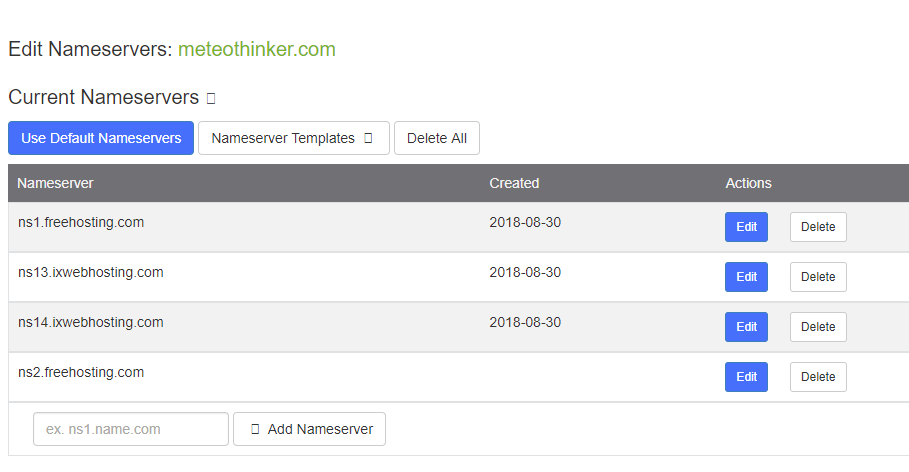 Edit Nameservers: meteothinker.com
Current Nameservers
Use Default Nameservers Nameserver Templates Delete All
Nameserver Created Actions
ns1.freehosting.com 2018-08-30 Edit Delete
ns13.ixwebhosting.com 2018-08-30 Edit Delete
ns14.ixwebhosting.com 2018-08-30 Edit Delete
ns2.freehosting.com Edit Delete
ex. ns1.name.com Add Nameserver